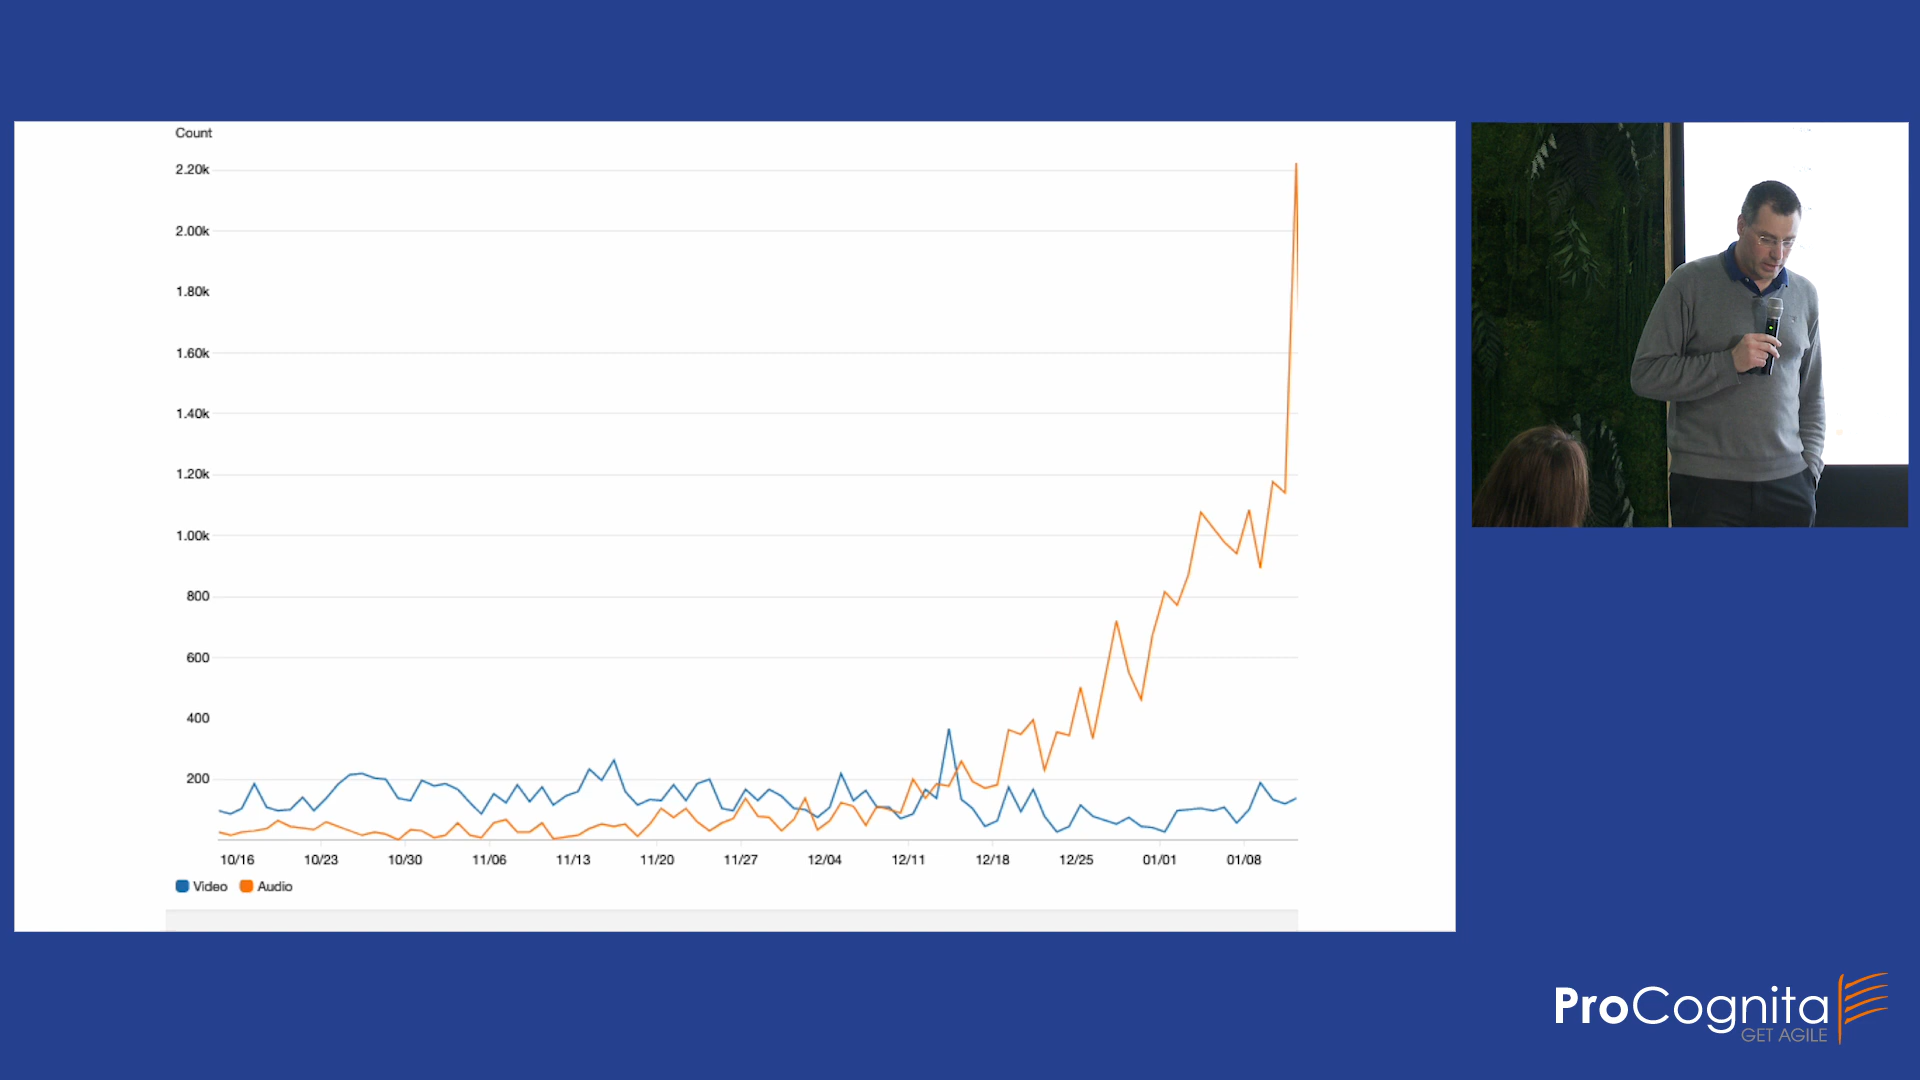 Count
2.20k
2.00k
1.80k
1.60k
1.40k
1.20k
1.00k
800
600
400
200
10/16 10/23 10/30 11/06 11/13 11/20 11/27 12/04 12/11 12/18 12/25 01/01 01/08
Video Audio
ProCognita
GET AGILE